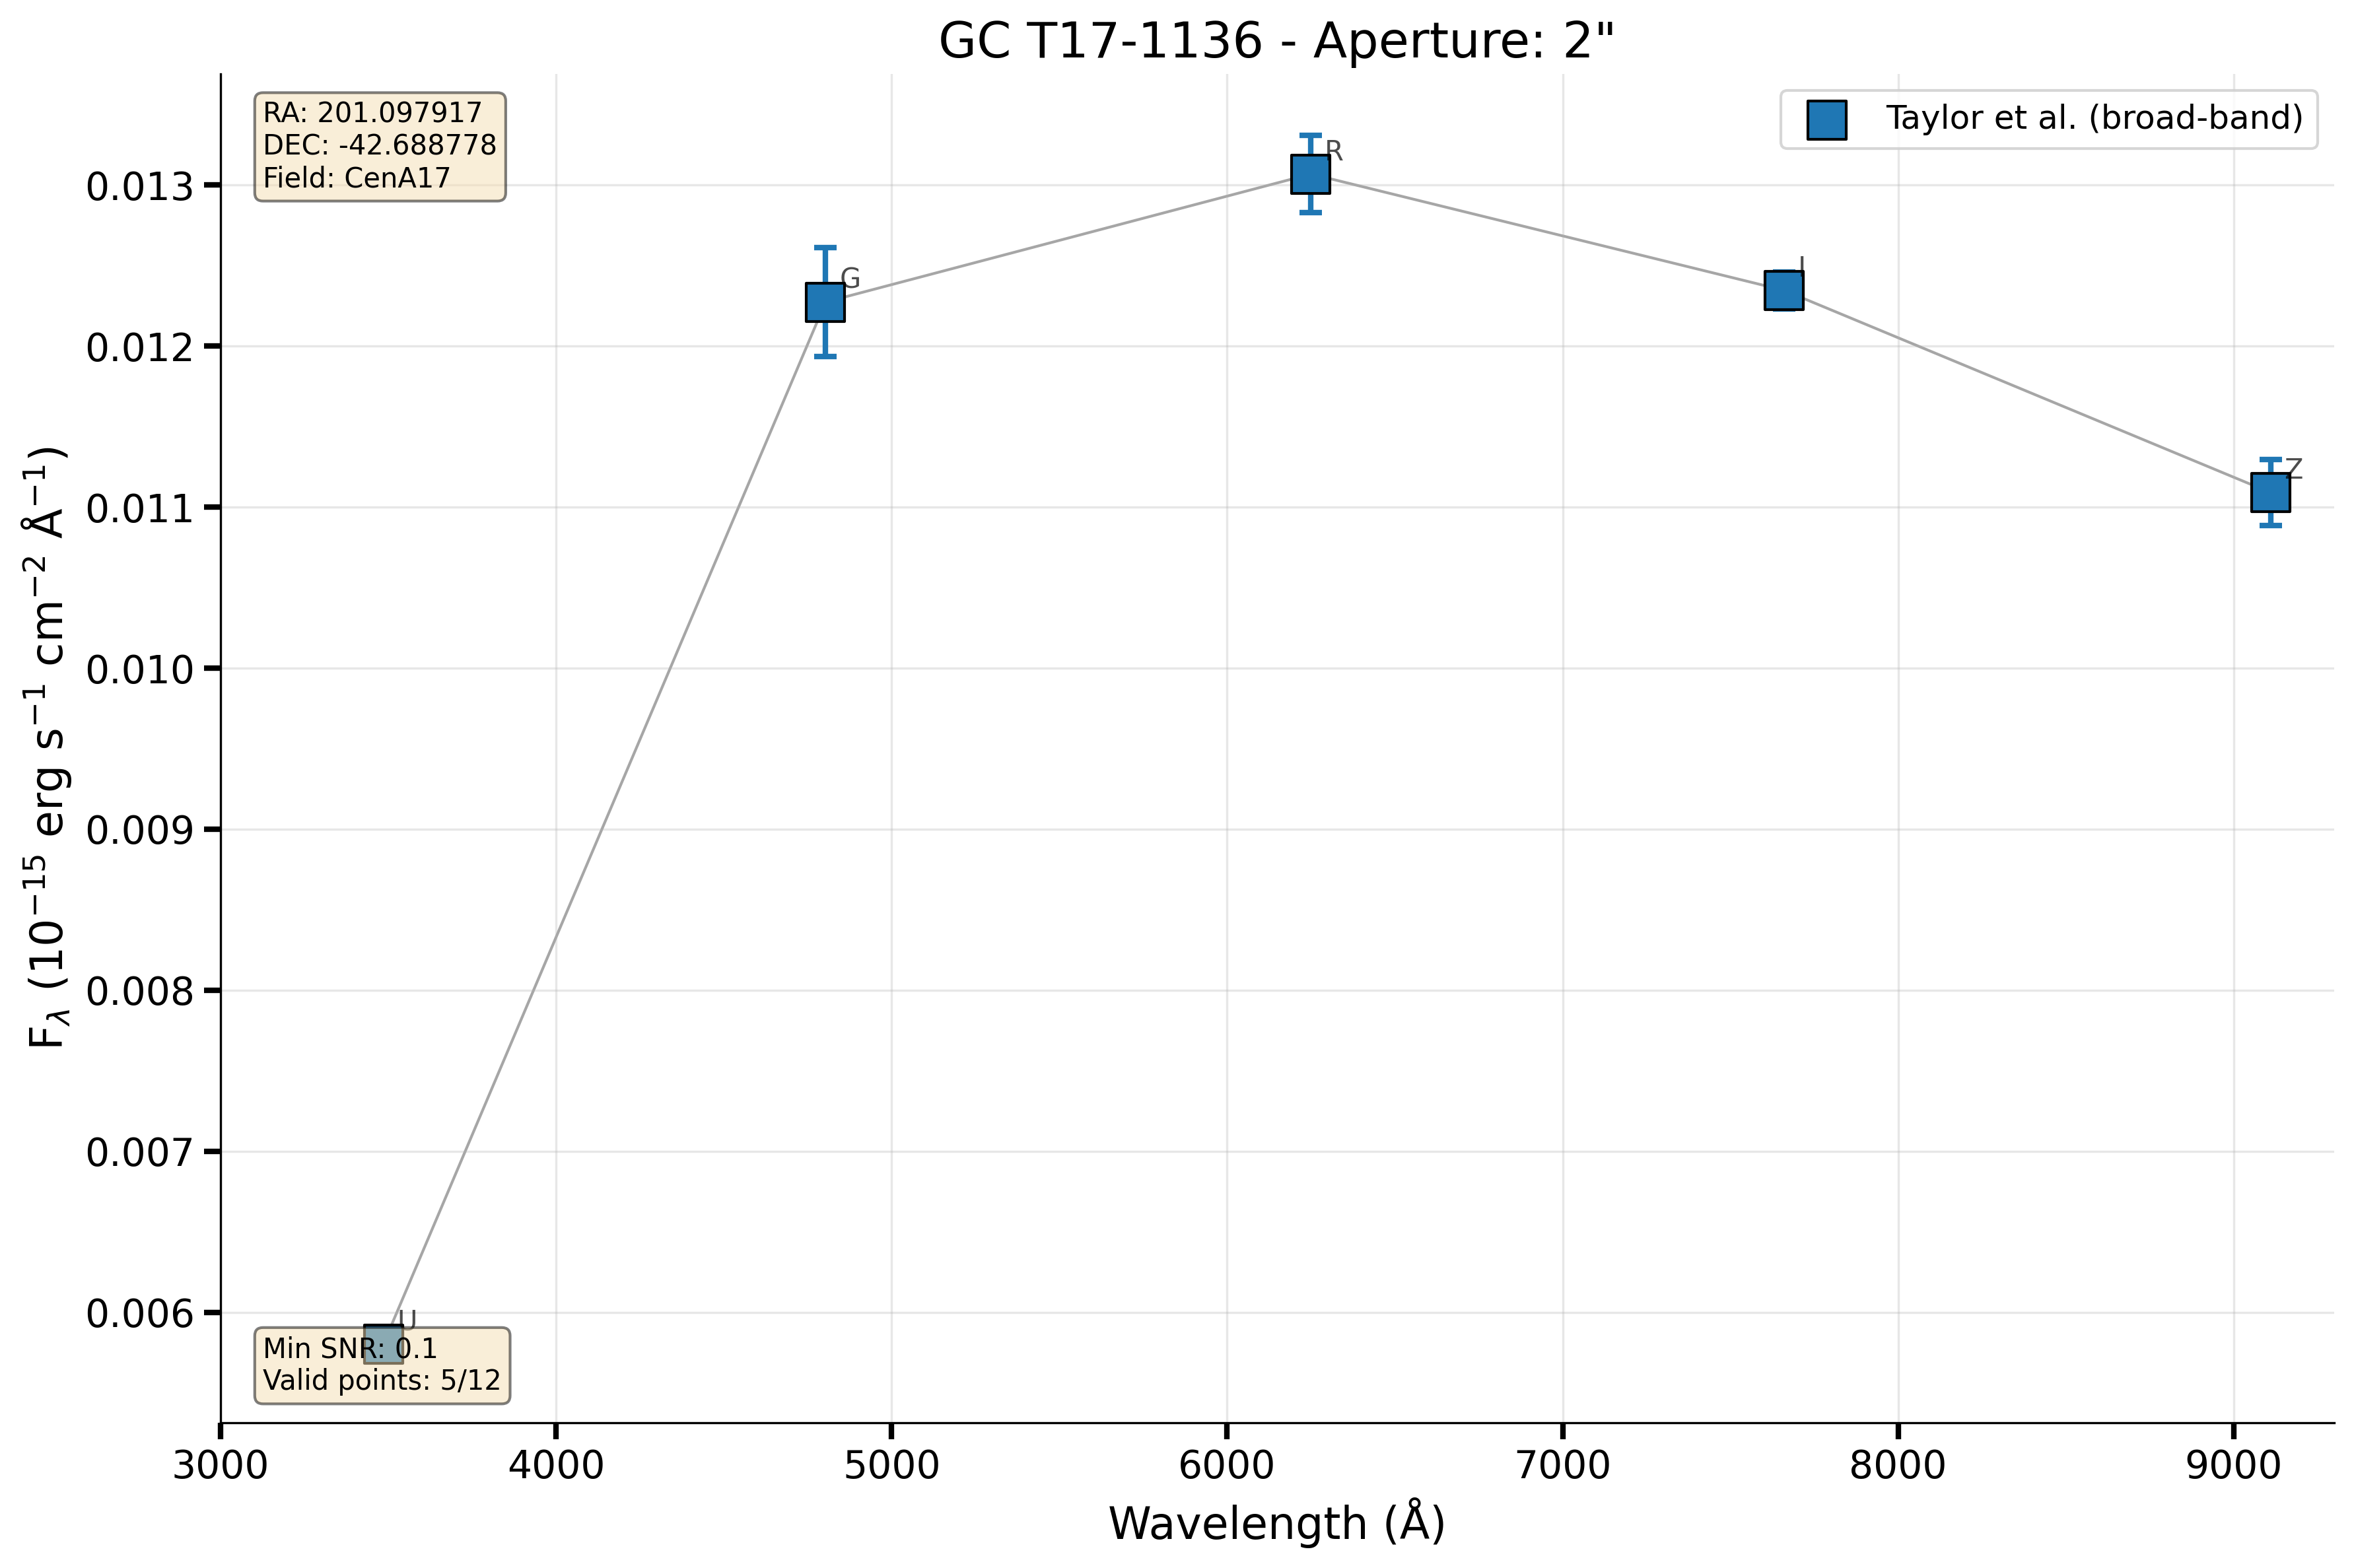 GC T17-1136 - Aperture: 2"
RA: 201.097917
DEC: -42.688778
Field: CenA17
Taylor et al. (broad-band)
R
G
I
Z
U
0.013
0.012
0.011
0.010
0.009
0.008
0.007
0.006
F_λ (10⁻¹⁵ erg s⁻¹ cm⁻² Å⁻¹)
Min SNR: 0.1
Valid points: 5/12
3000 4000 5000 6000 7000 8000 9000
Wavelength (Å)